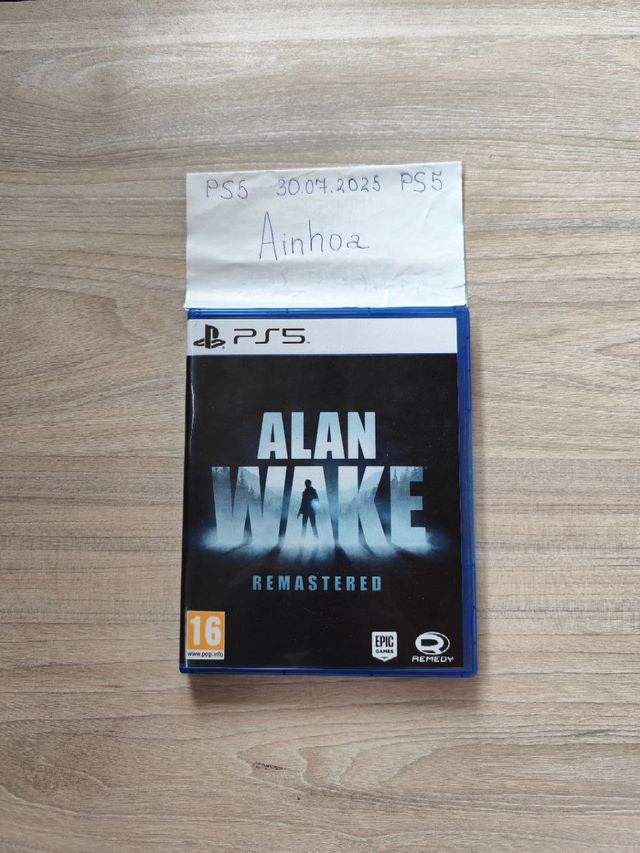 PS5 30.07.2025 PS5
Ainhoa
PS5
ALAN
WAKE
REMASTERED
16
www.pegi.info
EPIC
GAMES
REMEDY